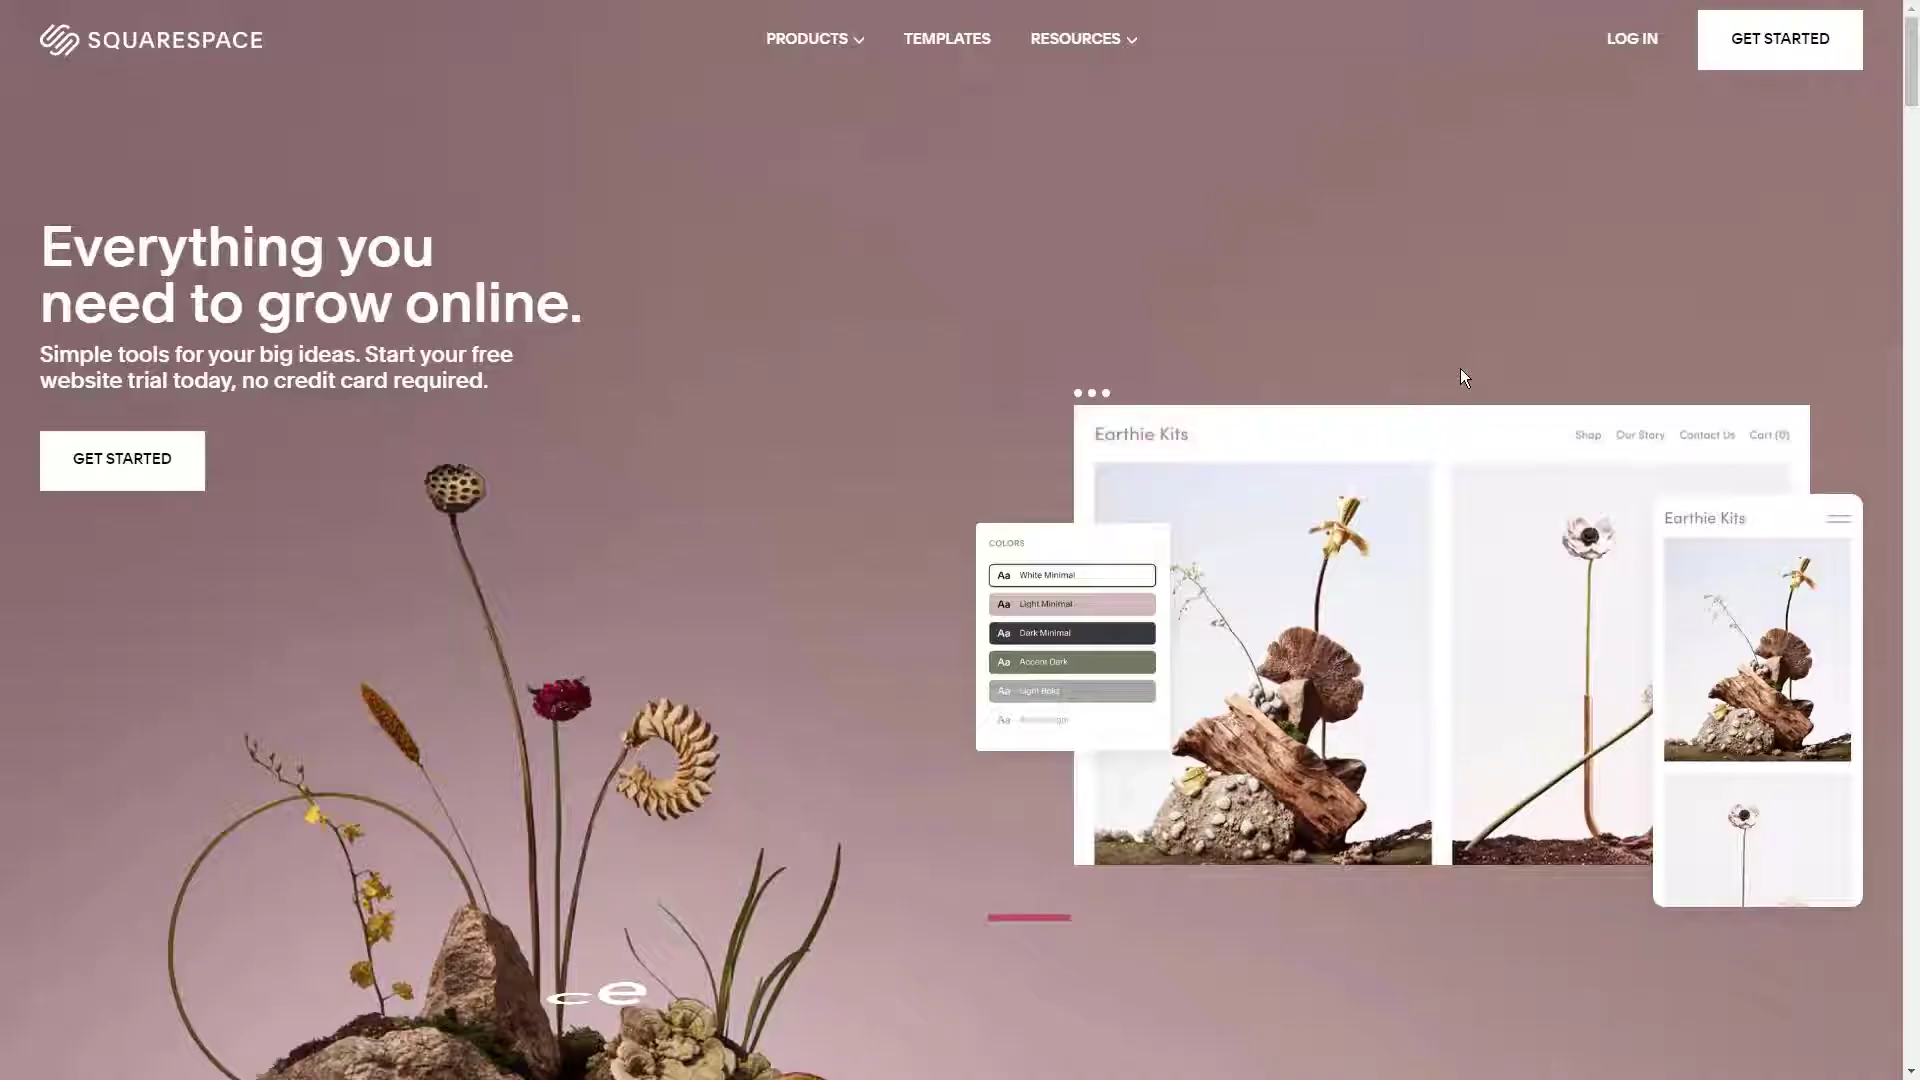 SQUARESPACE
PRODUCTS
TEMPLATES
RESOURCES
LOG IN
GET STARTED
Everything you
need to grow online.
Simple tools for your big ideas. Start your free
website trial today, no credit card required.
GET STARTED
Earthie Kits
Shop
Our Story
Contact Us
Cart (0)
COLORS
Aa White Minimal
Aa Light Minimal
Aa Dark Minimal
Aa Accent Dark
Aa Light Bold
Aa
Earthie Kits
ce